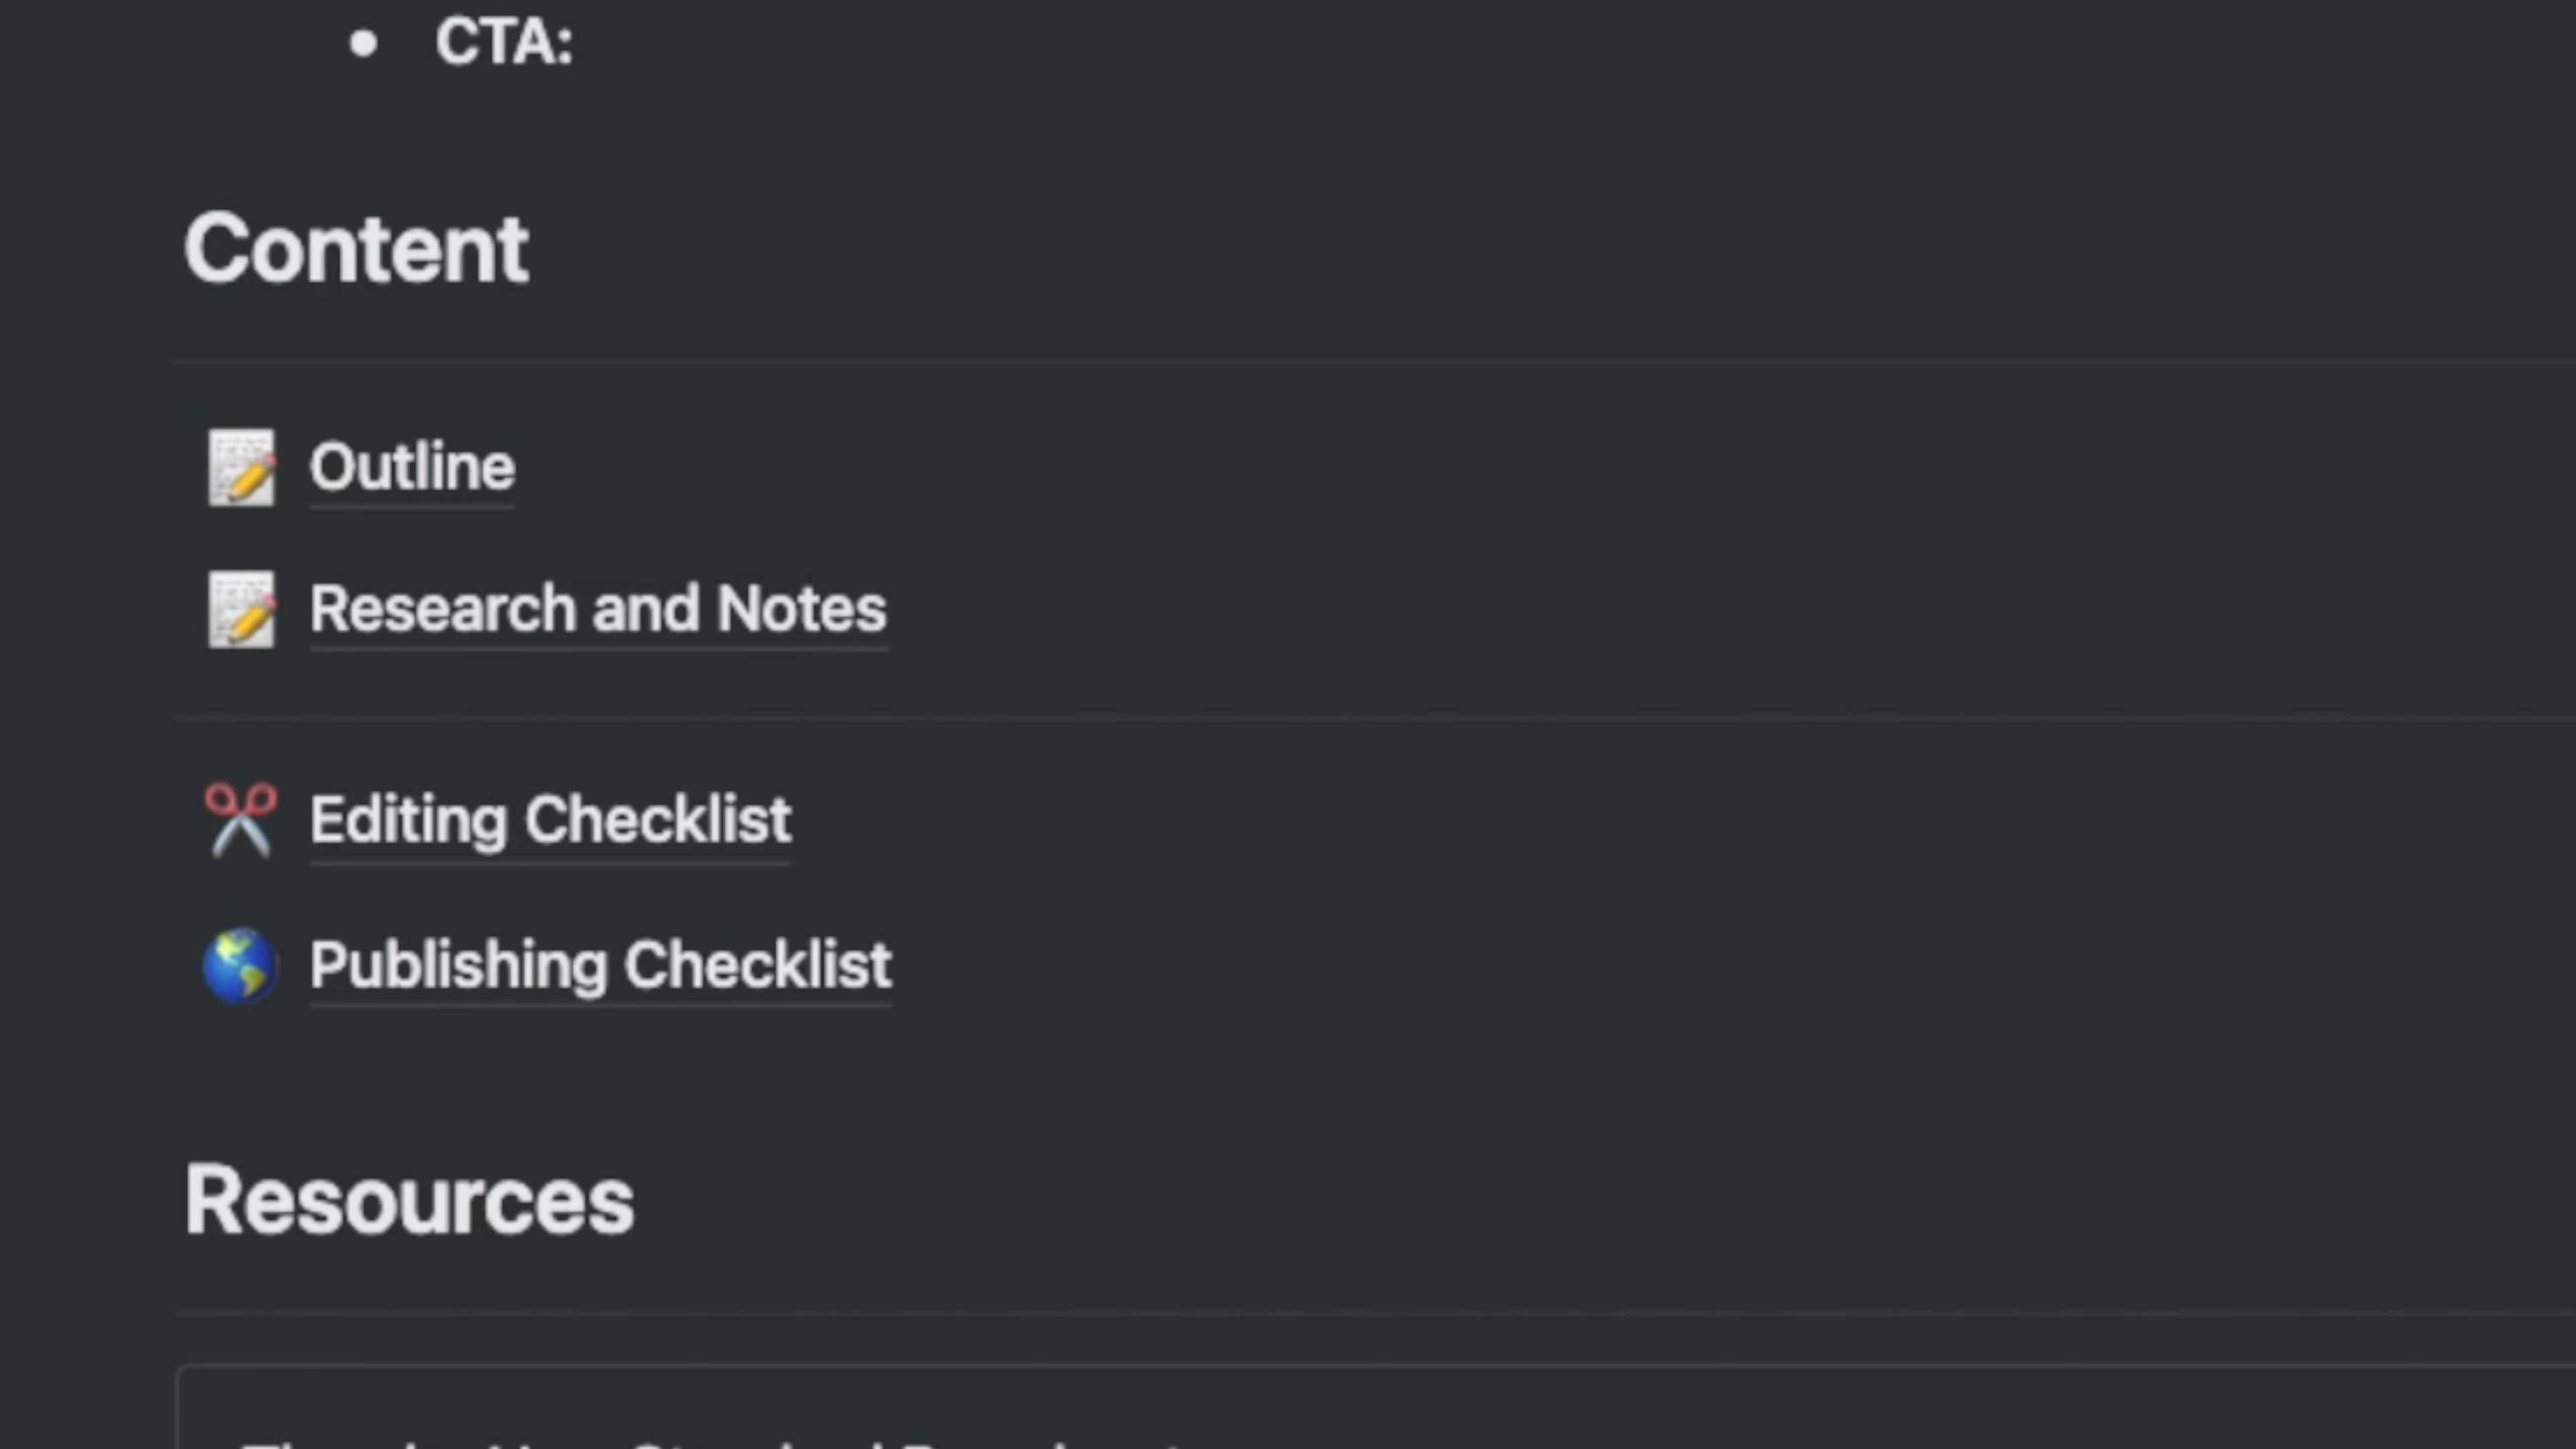 CTA:
Content
Outline
Research and Notes
Editing Checklist
Publishing Checklist
Resources